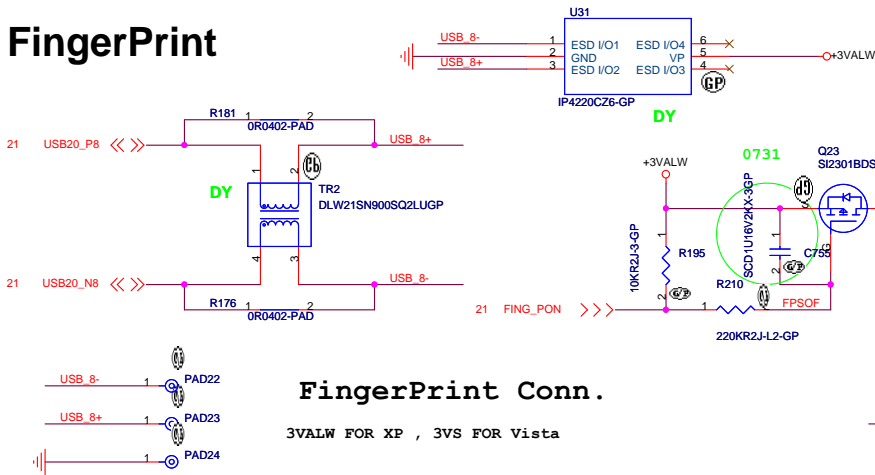 FingerPrint
U31
USB_8- 1 ESD I/O1 ESD I/O4 6
2 GND VP 5 +3VALW
USB_8+ 3 ESD I/O2 ESD I/O3 4
GP
IP4220CZ6-GP
DY
R181 1 2
0R0402-PAD
21 USB20_P8 USB_8+
1 2
DY TR2
DLW21SN900SQ2LUGP
4 3
21 USB20_N8 USB_8-
R176 1 2
0R0402-PAD
0731
Q23
SI2301BDS
+3VALW
S
G
SCD1U16V2KX-3GP
1 2
C755
10KR2J-3-GP
1 2
R195
G/P
G/P
R210
21 FING_PON 1 FPSOF
220KR2J-L2-GP
USB_8- 1 PAD22
USB_8+ 1 PAD23
1 PAD24
FingerPrint Conn.
3VALW FOR XP , 3VS FOR Vista